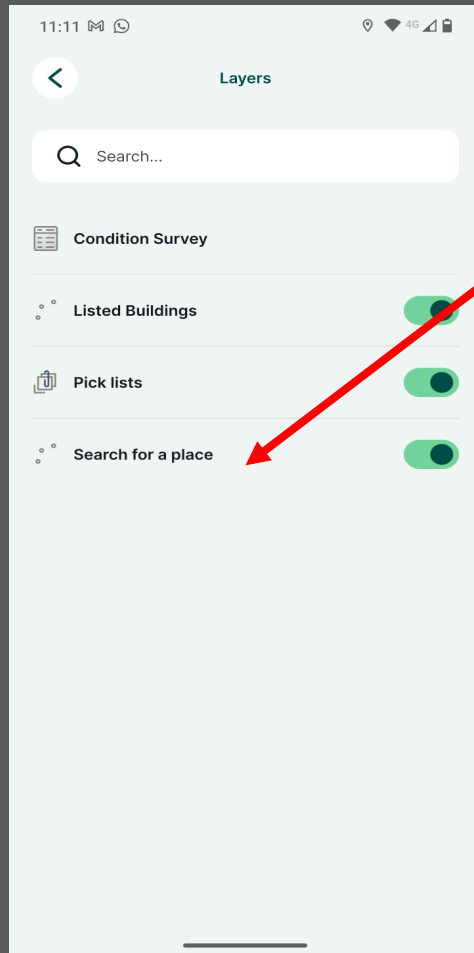 11:11 4G
Layers
Search...
Condition Survey
Listed Buildings
Pick lists
Search for a place